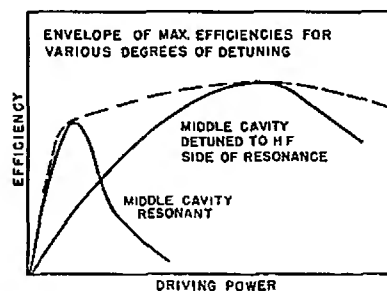 ENVELOPE OF MAX. EFFICIENCIES FOR
VARIOUS DEGREES OF DETUNING
EFFICIENCY
MIDDLE CAVITY
DETUNED TO HF
SIDE OF RESONANCE
MIDDLE CAVITY
RESONANT
DRIVING POWER